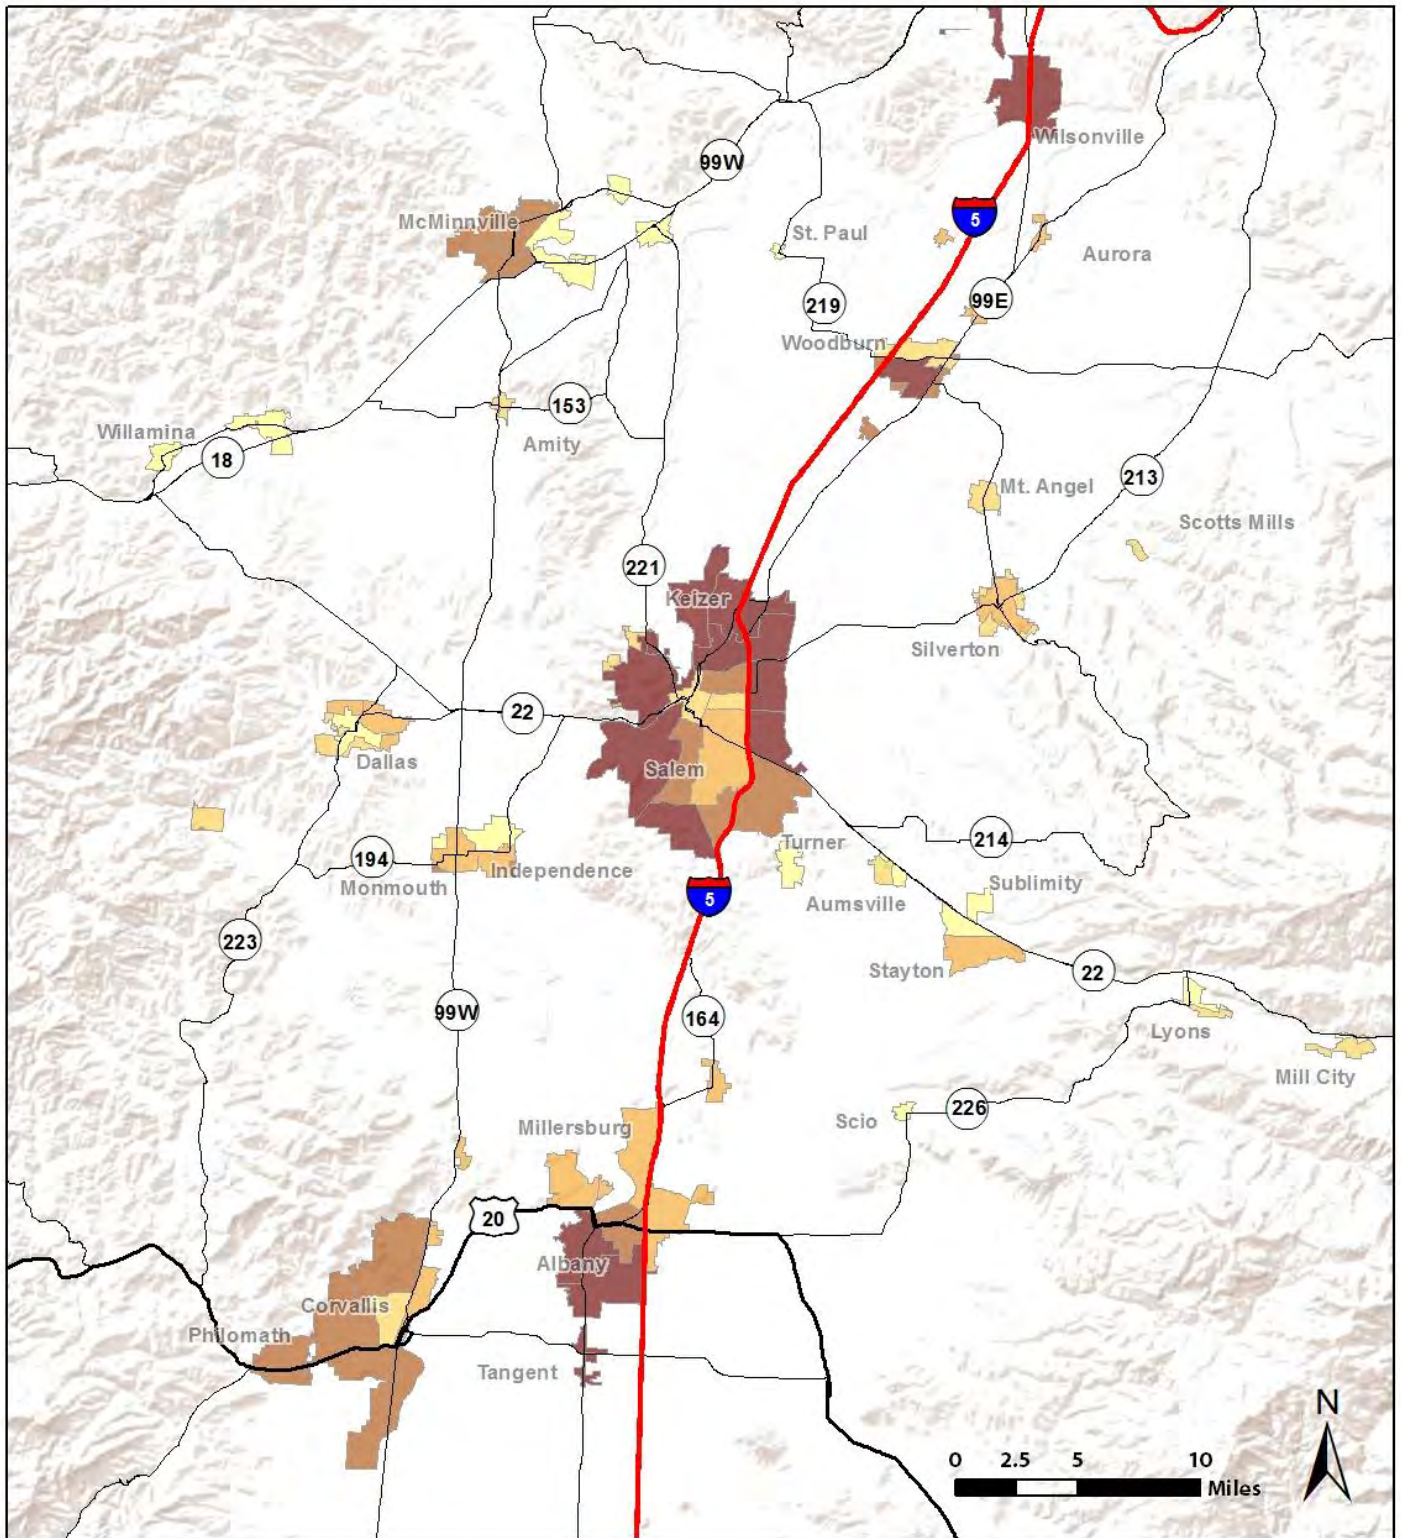 Wilsonville
99W
McMinnville
5
St. Paul
Aurora
219
99E
Woodburn
153
Willamina
18
Amity
213
Mt. Angel
Scotts Mills
221
Keizer
Silverton
22
Dallas
Salem
Turner
214
194
Independence
Monmouth
Sublimity
5
Aumsville
223
Stayton
22
99W
164
Lyons
Mill City
226
Scio
Millersburg
20
Albany
Corvallis
Philomath
Tangent
N
0 2.5 5 10
Miles